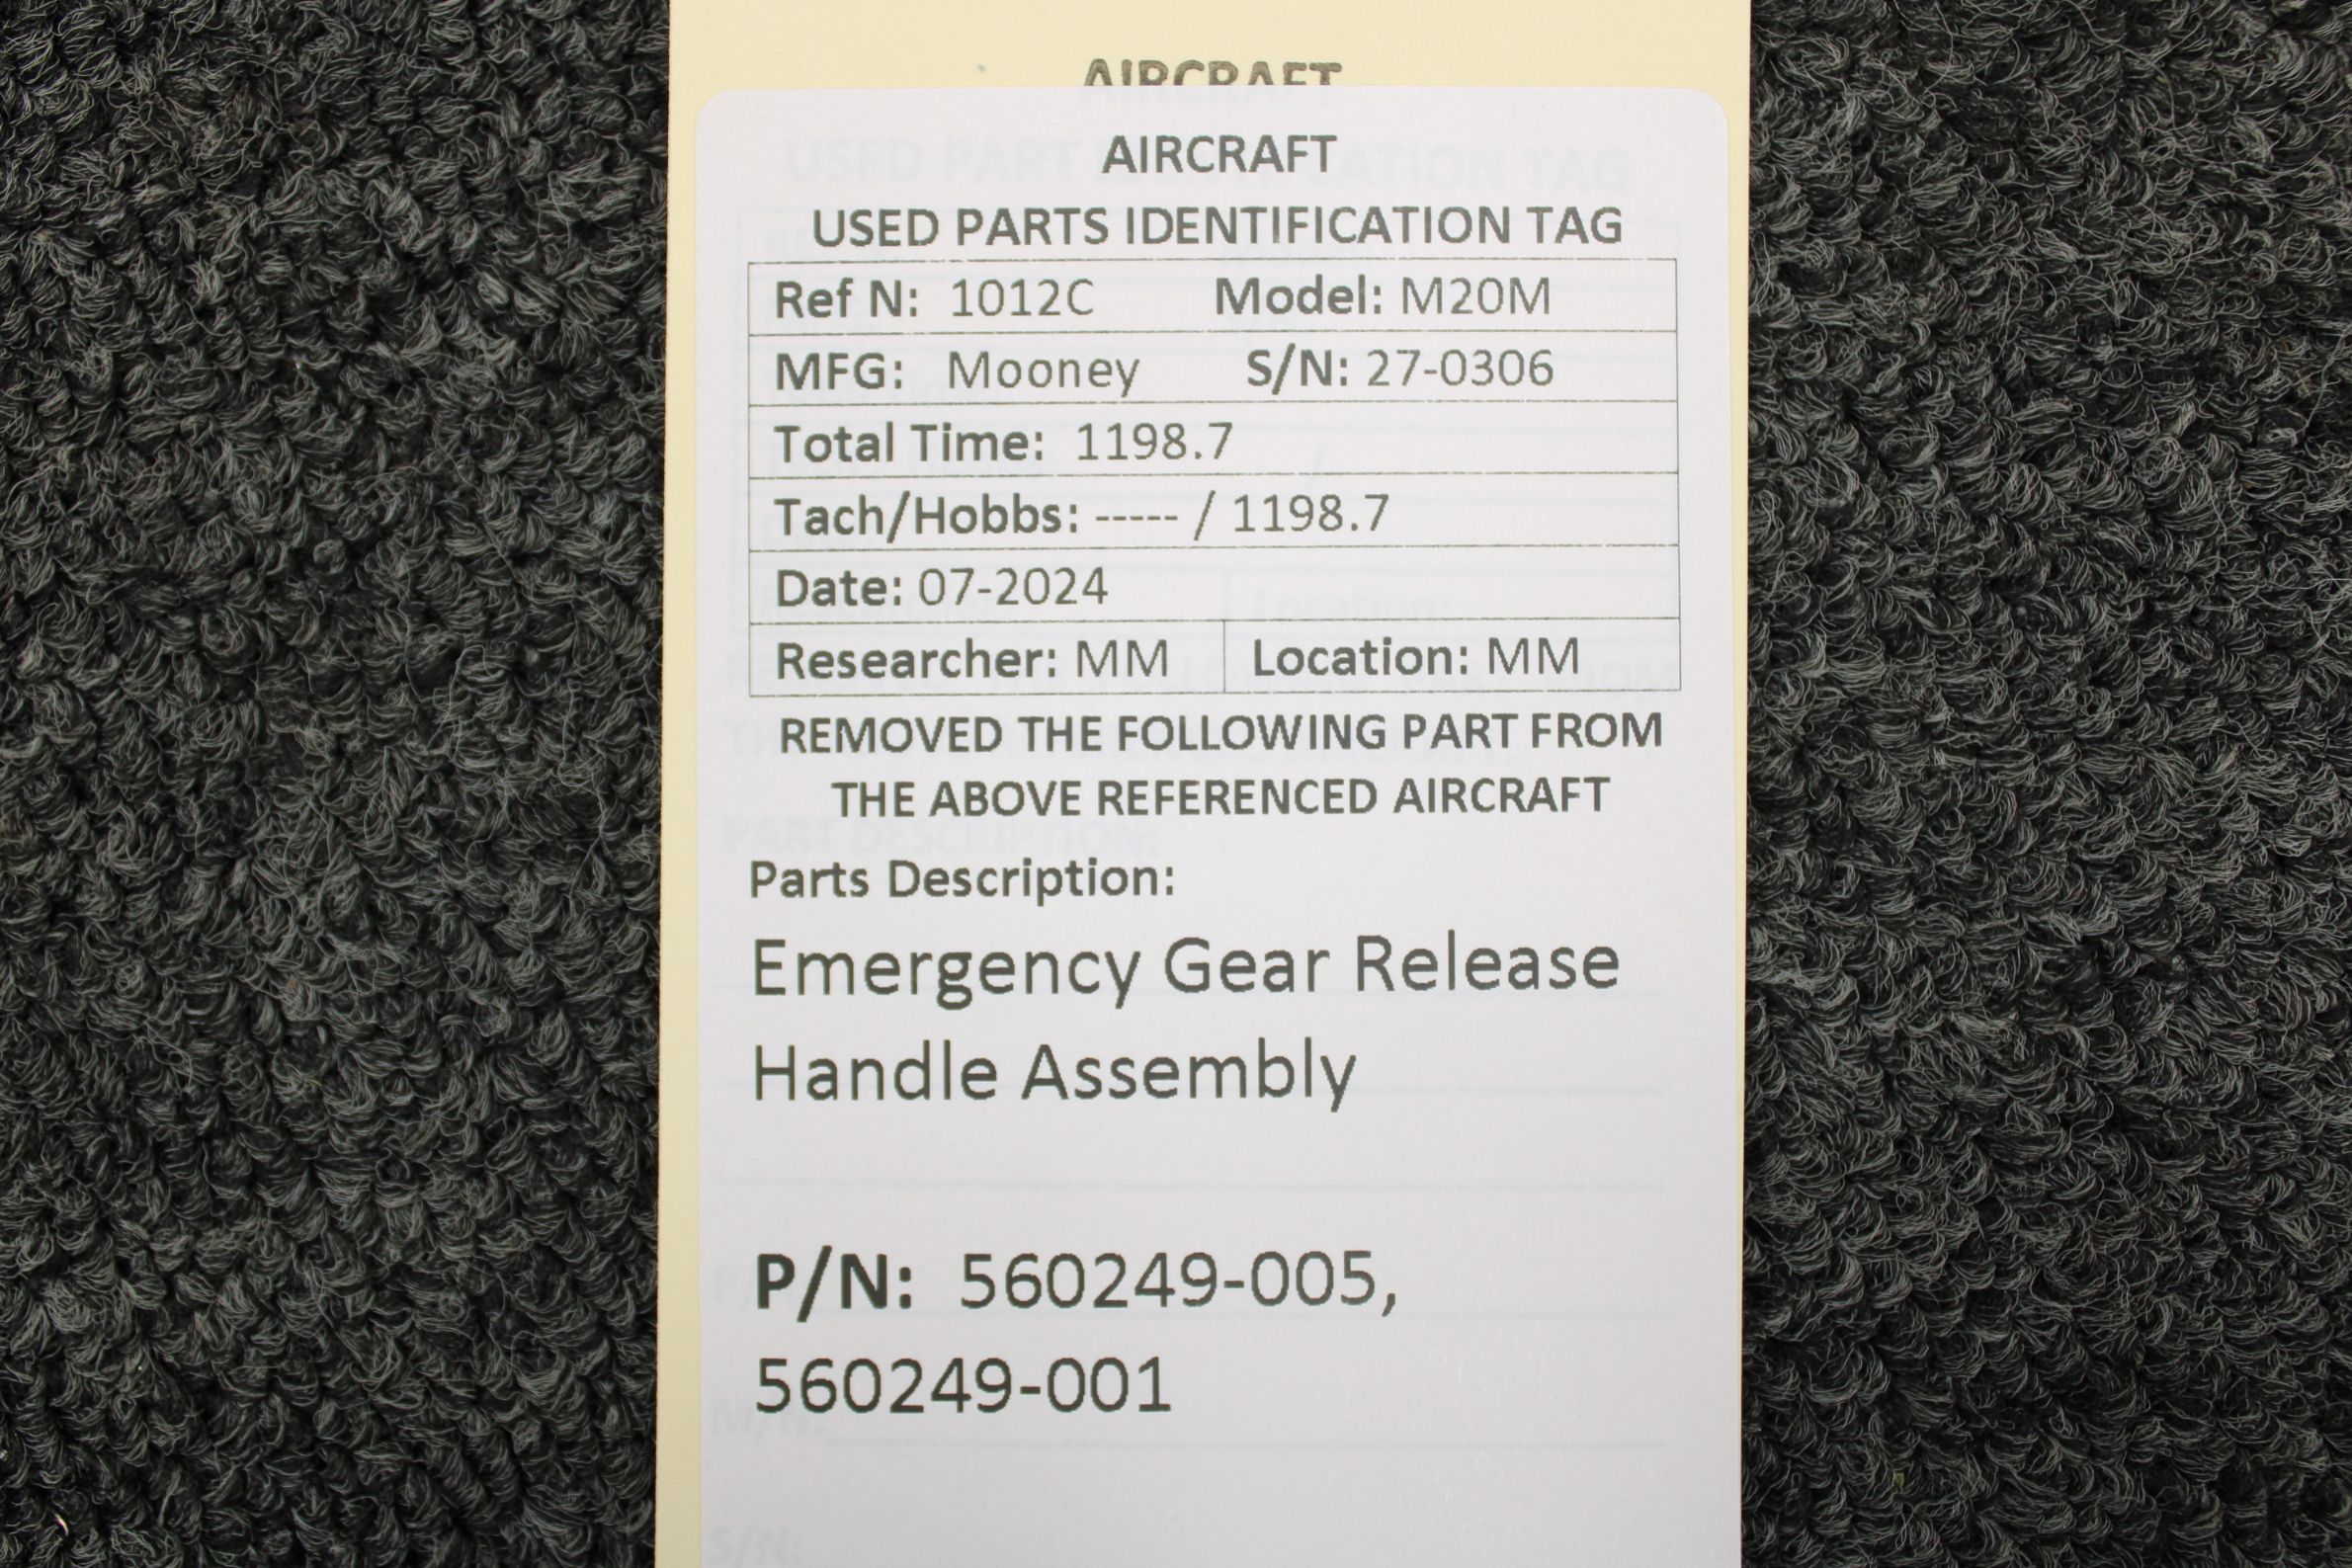 AIRCRAFT
AIRCRAFT
USED PARTS IDENTIFICATION TAG
Ref N: 1012C Model: M20M
MFG: Mooney S/N: 27-0306
Total Time: 1198.7
Tach/Hobbs: ----- / 1198.7
Date: 07-2024
Researcher: MM Location: MM
REMOVED THE FOLLOWING PART FROM
THE ABOVE REFERENCED AIRCRAFT
Parts Description:
Emergency Gear Release
Handle Assembly
P/N: 560249-005,
560249-001